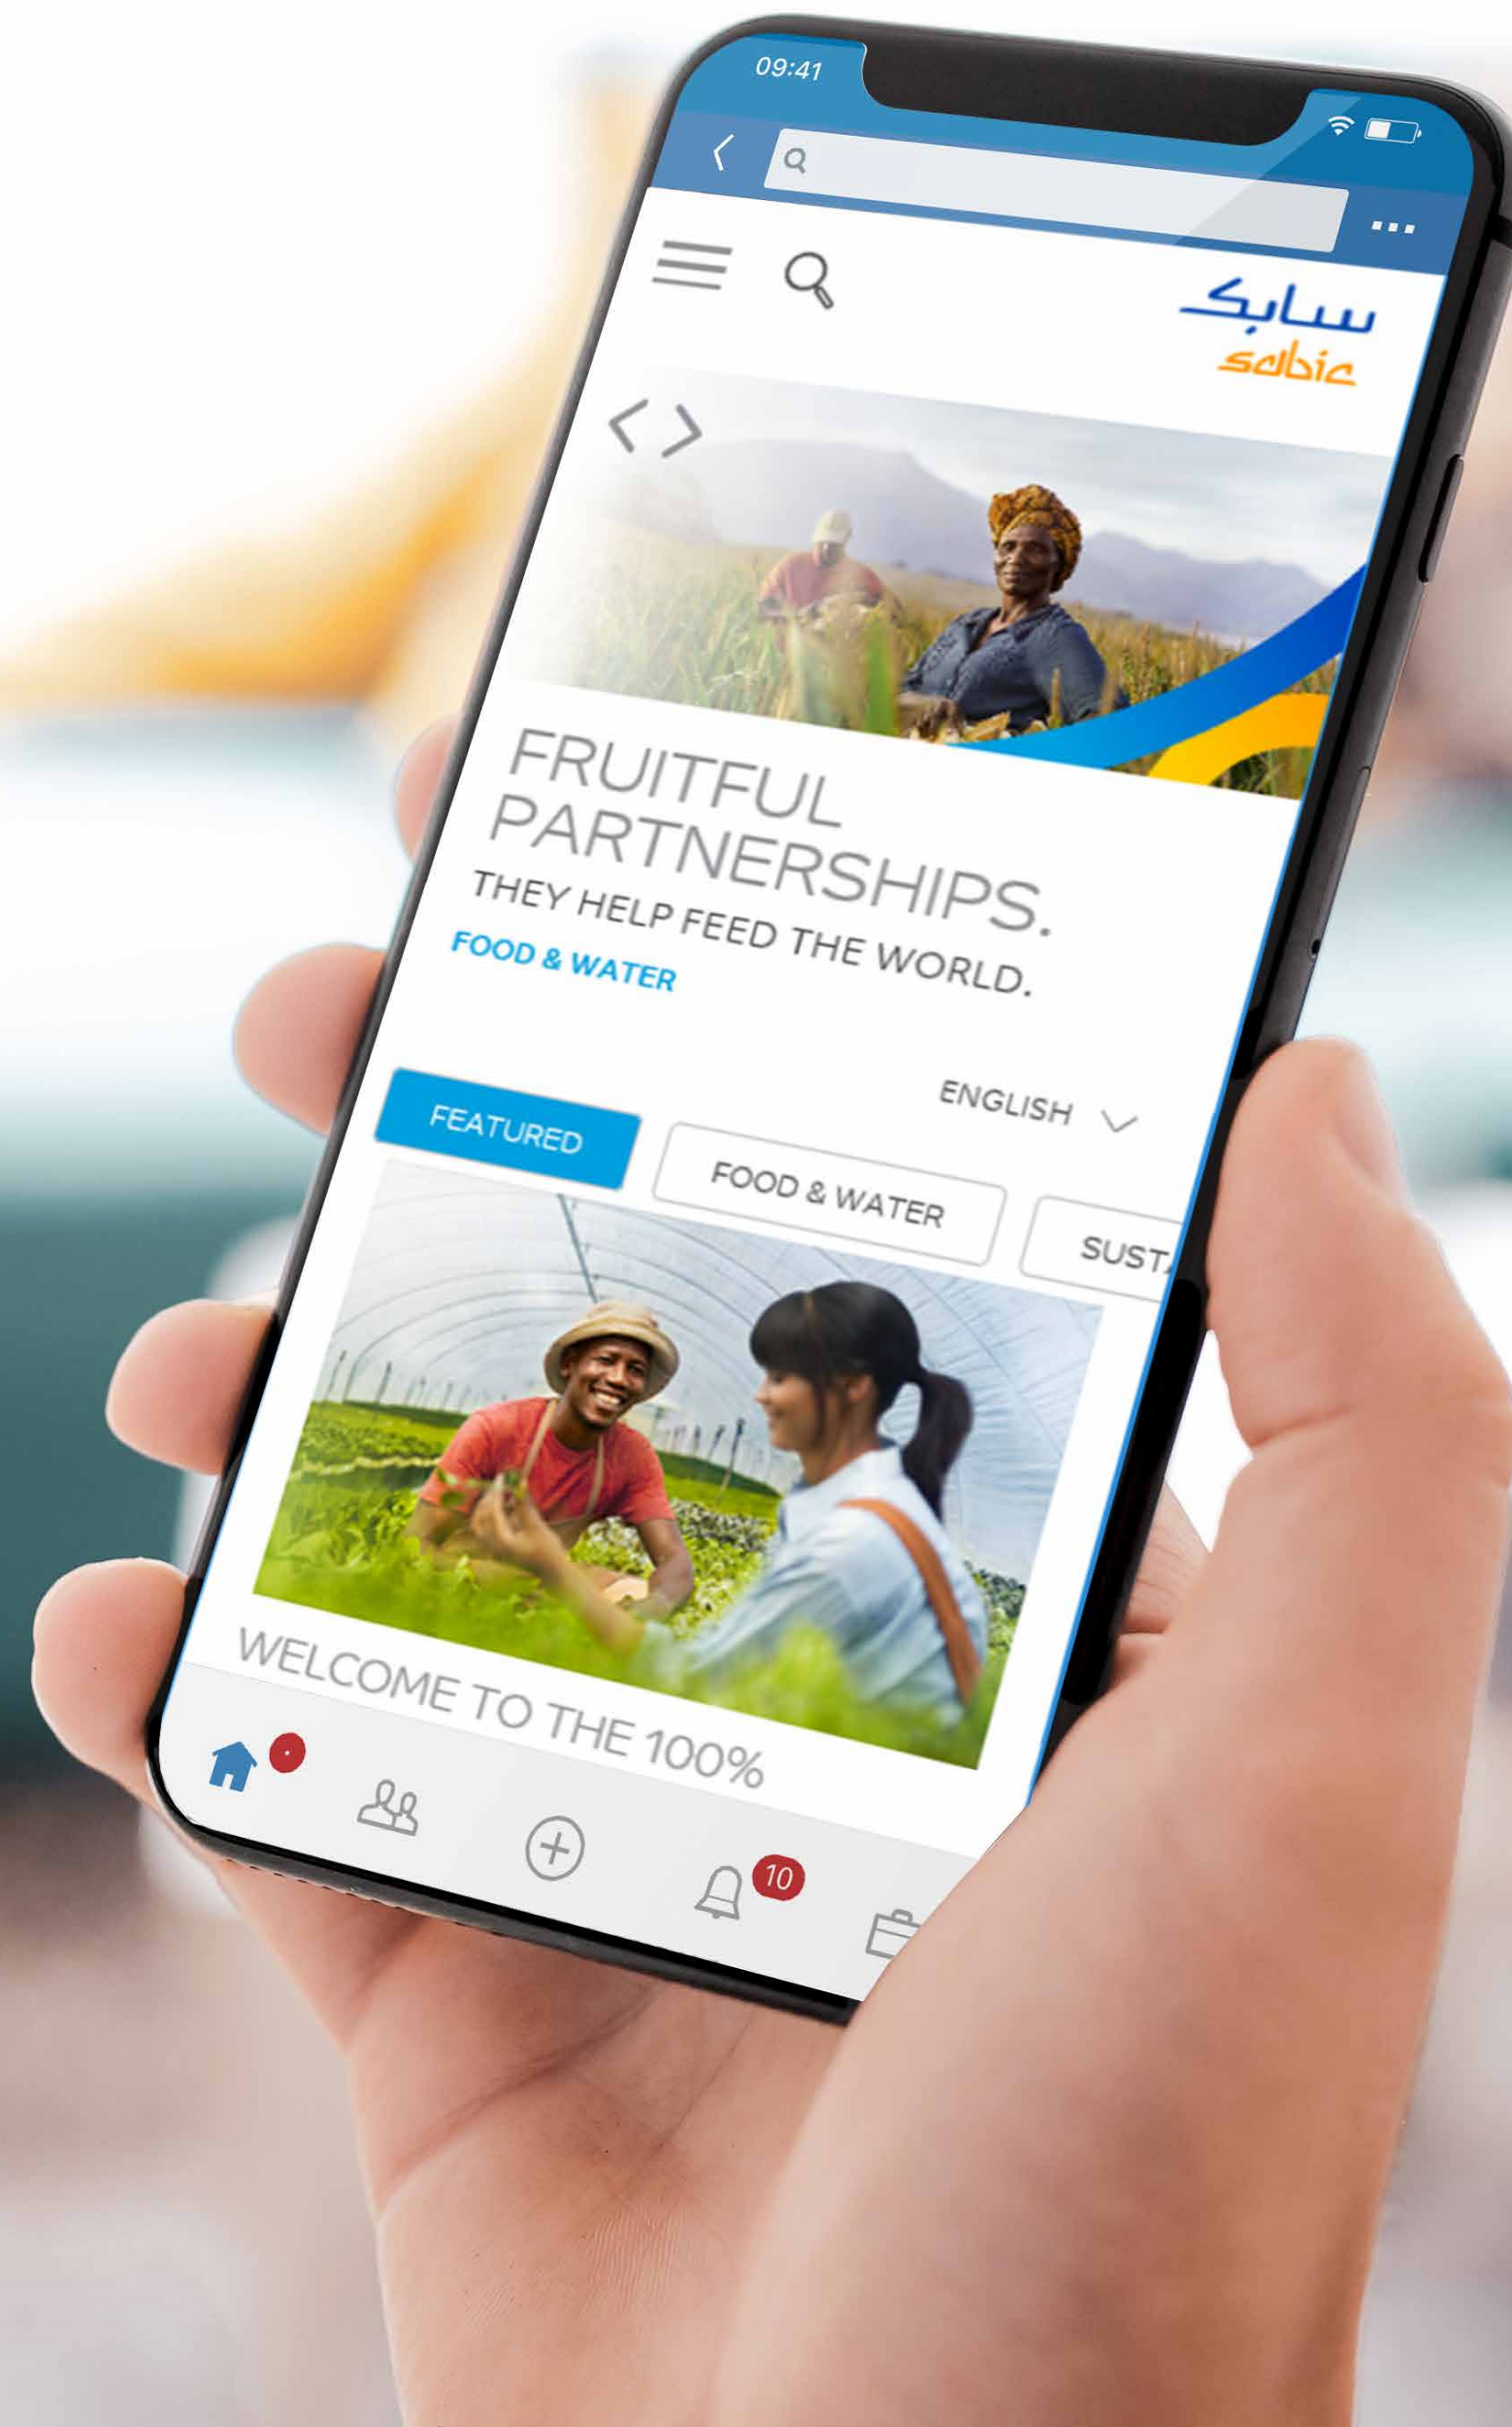 09:41
سابك
sabic
FRUITFUL
PARTNERSHIPS.
THEY HELP FEED THE WORLD.
FOOD & WATER
ENGLISH
FEATURED
FOOD & WATER
SUSTA
WELCOME TO THE 100%
10